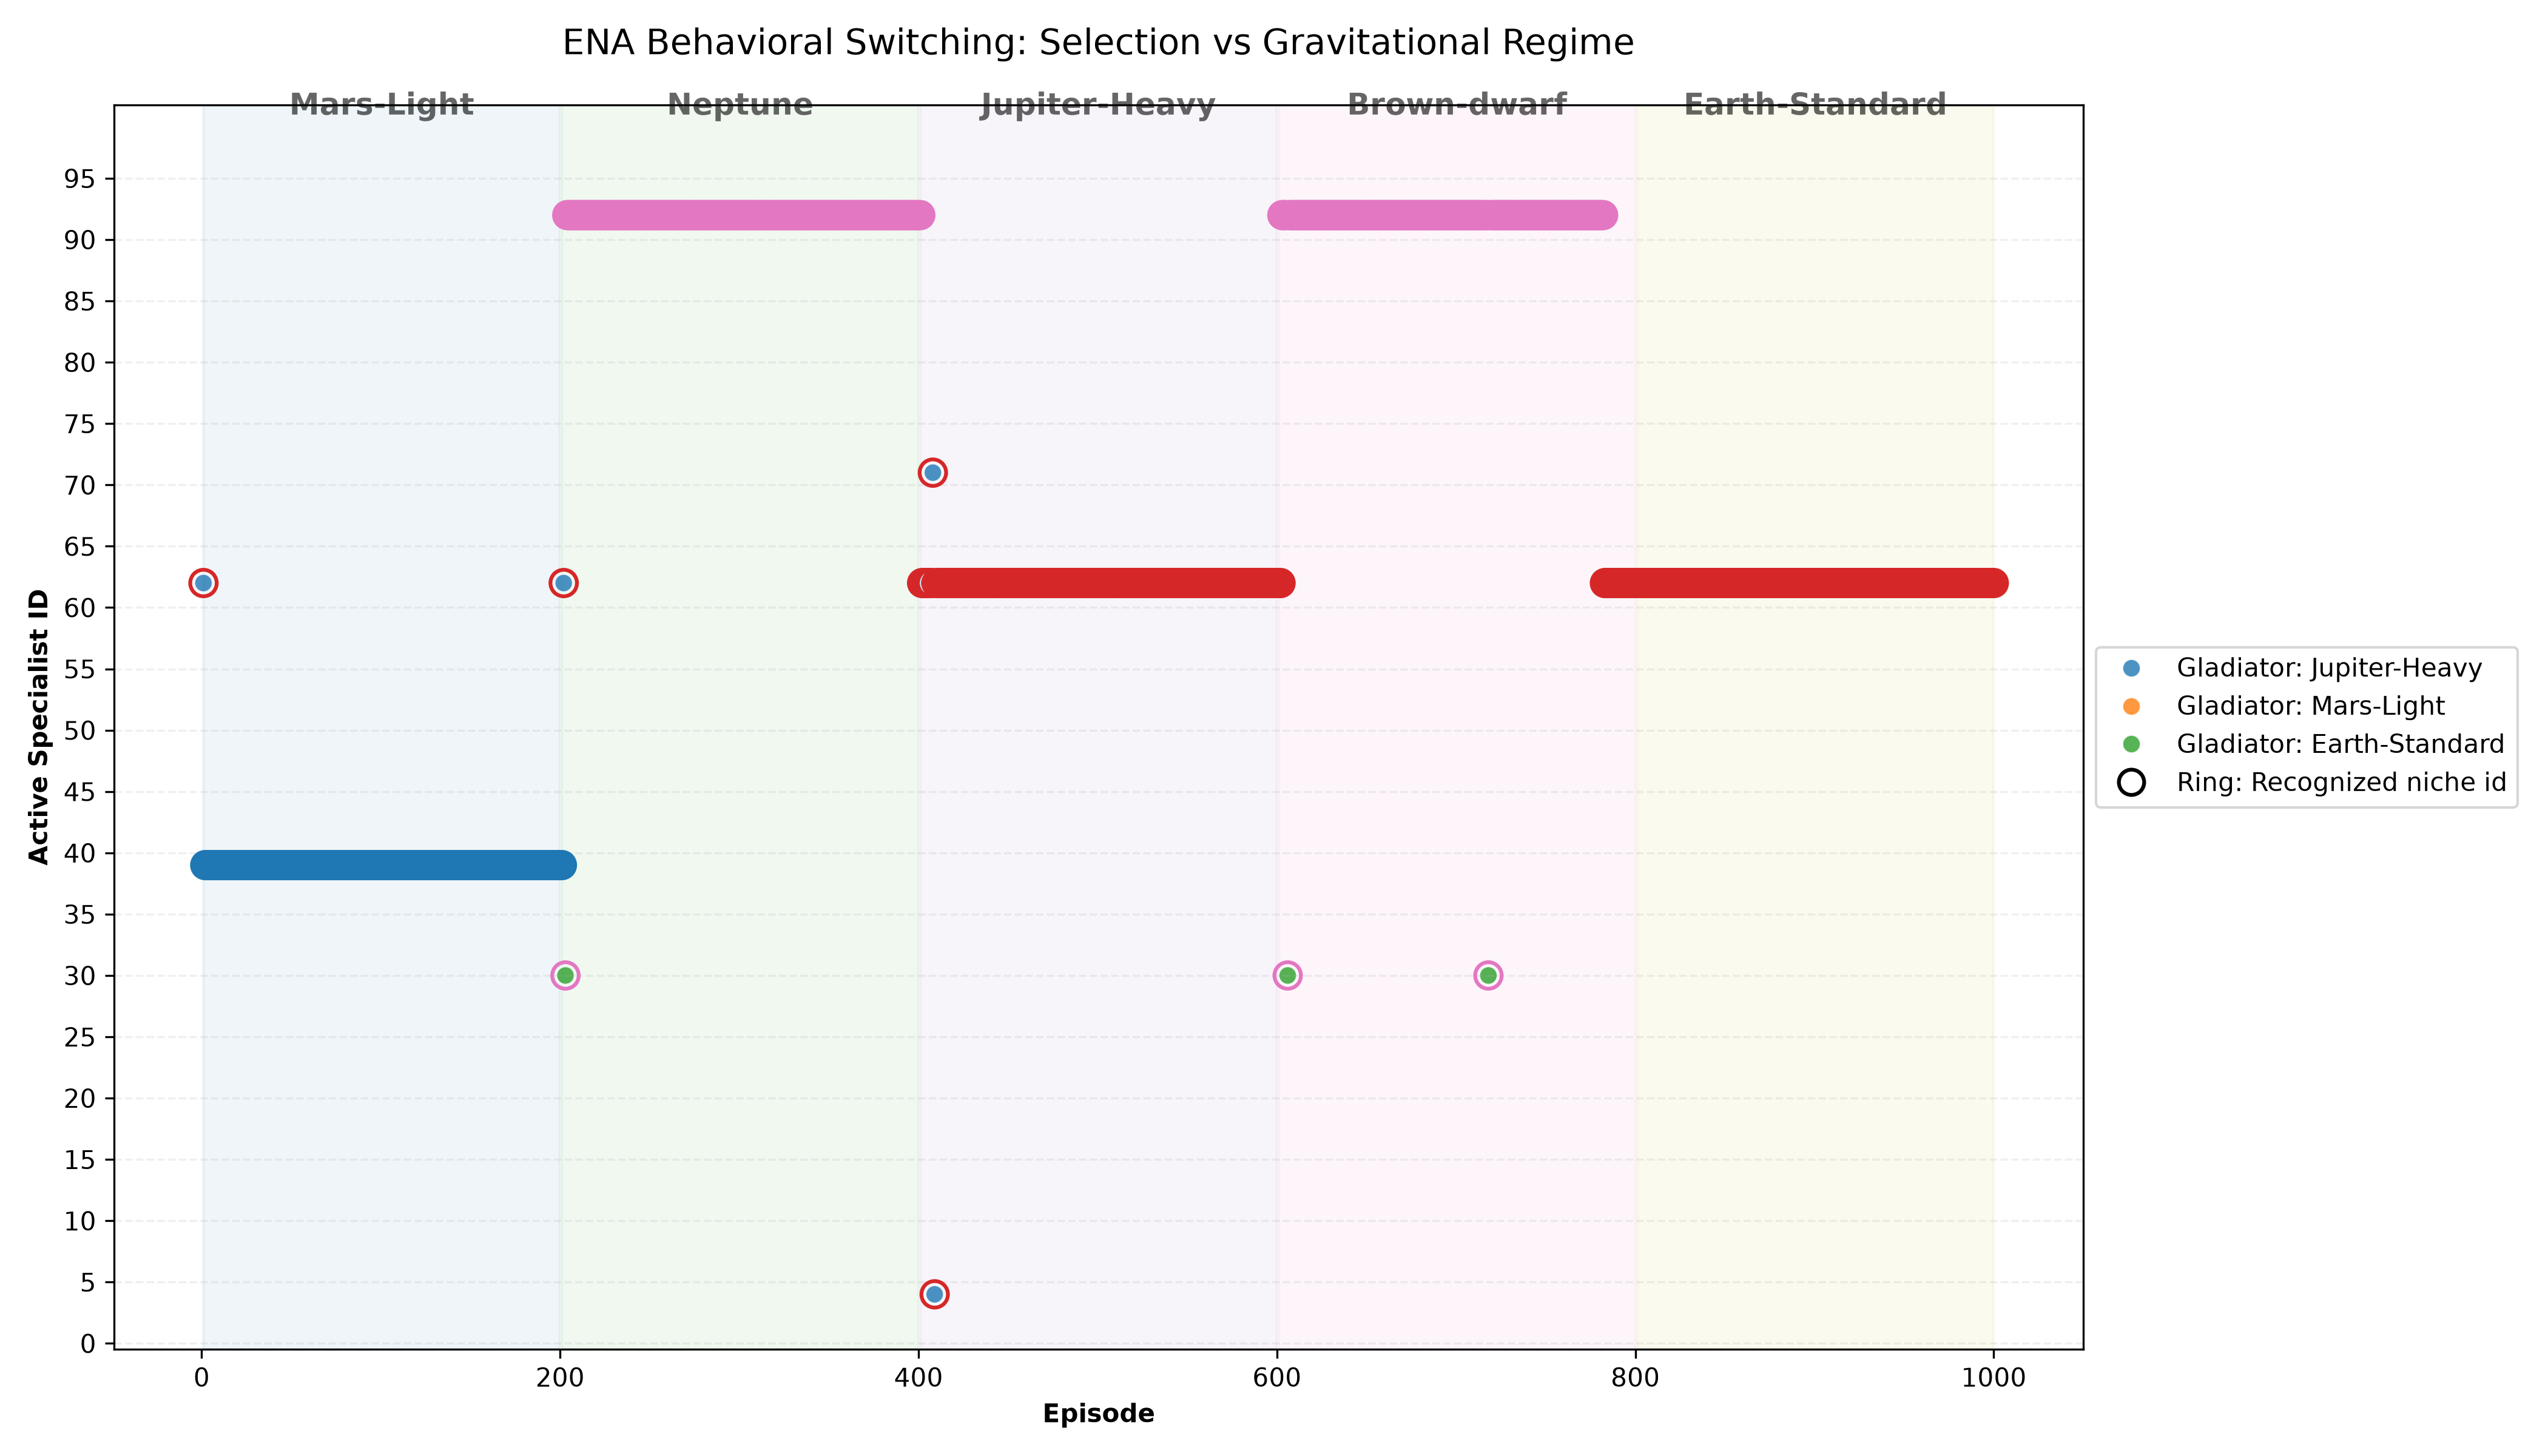 ENA Behavioral Switching: Selection vs Gravitational Regime
Mars-Light Neptune Jupiter-Heavy Brown-dwarf Earth-Standard
95
90
85
80
75
70
65
60
55
50
45
40
35
30
25
20
15
10
5
0
Active Specialist ID
0 200 400 600 800 1000
Episode
Gladiator: Jupiter-Heavy
Gladiator: Mars-Light
Gladiator: Earth-Standard
Ring: Recognized niche id